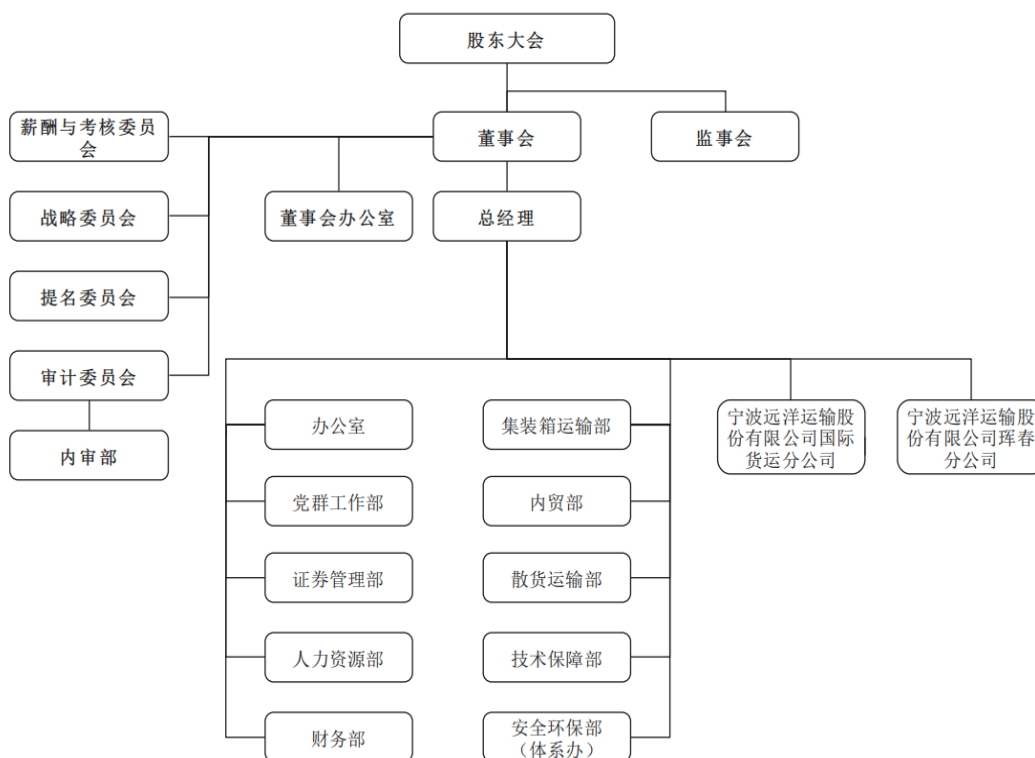 股东大会
薪酬与考核委员
会
董事会
监事会
战略委员会
董事会办公室
总经理
提名委员会
审计委员会
内审部
办公室
集装箱运输部
宁波远洋运输股
份有限公司国际
货运分公司
宁波远洋运输股
份有限公司珲春
分公司
党群工作部
内贸部
证券管理部
散货运输部
人力资源部
技术保障部
财务部
安全环保部
（体系办）